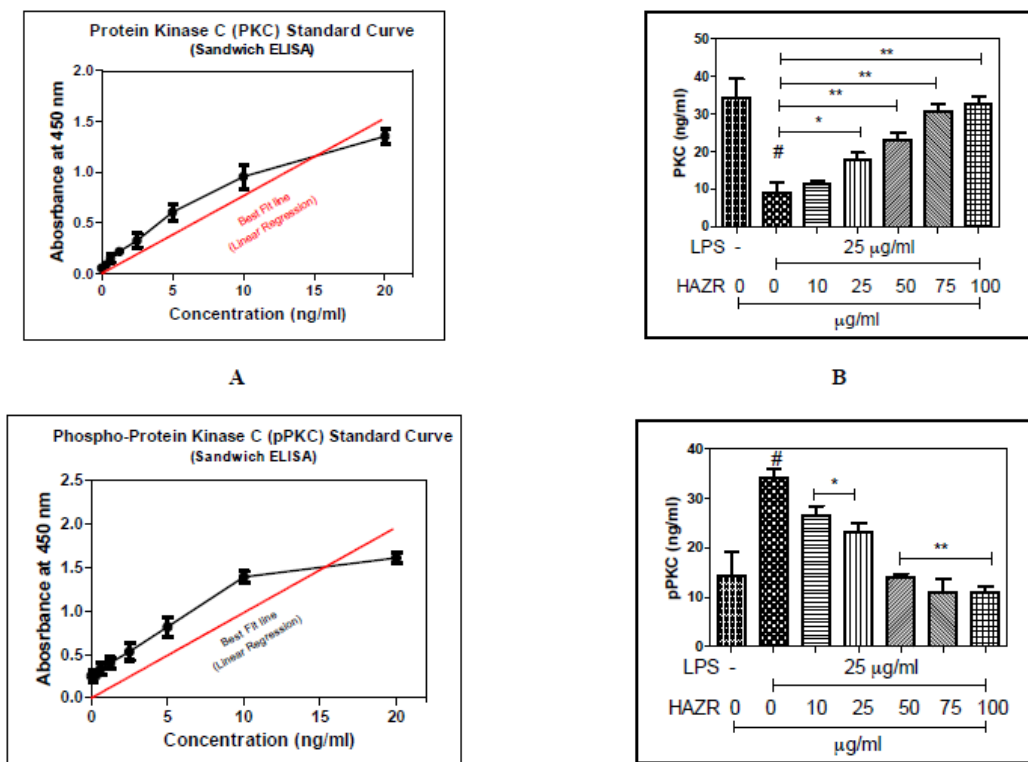 Protein Kinase C (PKC) Standard Curve
(Sandwich ELISA)
Abosrbance at 450 nm
2.0
1.5
1.0
0.5
0.0
Best Fit line
(Linear Regression)
0 5 10 15 20
Concentration (ng/ml)
A
PKC (ng/ml)
50
40
30
20
10
0
**
**
**
*
#
LPS - 25 μg/ml
HAZR 0 0 10 25 50 75 100
μg/ml
B
Phospho-Protein Kinase C (pPKC) Standard Curve
(Sandwich ELISA)
Abosrbance at 450 nm
2.5
2.0
1.5
1.0
0.5
0.0
Best Fit line
(Linear Regression)
0 5 10 15 20
Concentration (ng/ml)
pPKC (ng/ml)
40
30
20
10
0
#
*
**
LPS - 25 μg/ml
HAZR 0 0 10 25 50 75 100
μg/ml